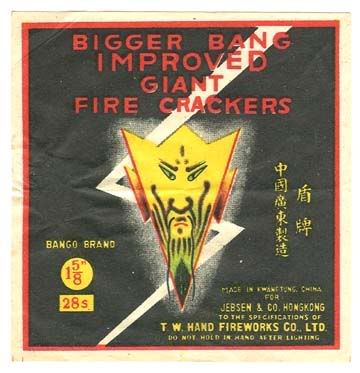 BIGGER BANG
IMPROVED
GIANT
FIRE CRACKERS
盾牌
中國廣東製造
BANGO BRAND
1 5/8"
28s
MADE IN KWANGTUNG, CHINA
FOR
JEBSEN & CO. HONGKONG
TO THE SPECIFICATIONS OF
T. W. HAND FIREWORKS CO., LTD.
DO NOT HOLD IN HAND AFTER LIGHTING